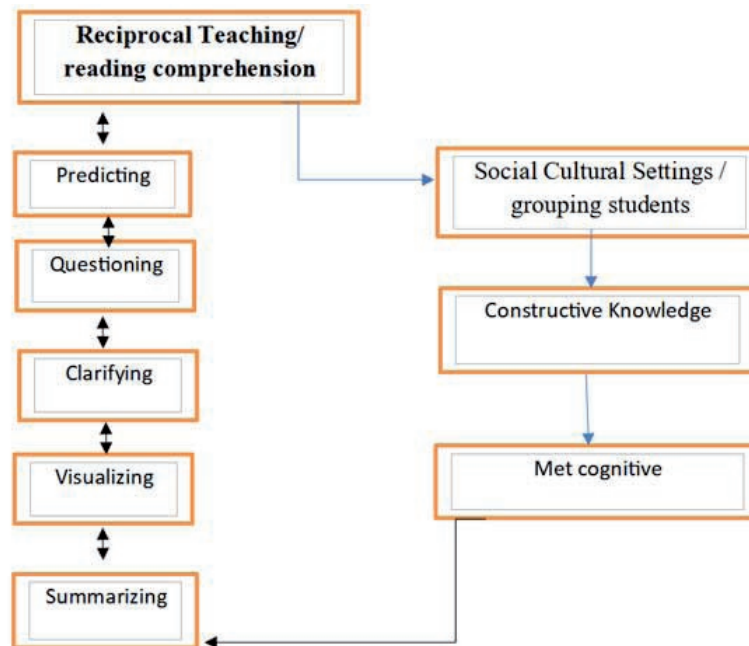 Reciprocal Teaching/
reading comprehension
Predicting
Questioning
Clarifying
Visualizing
Summarizing
Social Cultural Settings /
grouping students
Constructive Knowledge
Met cognitive